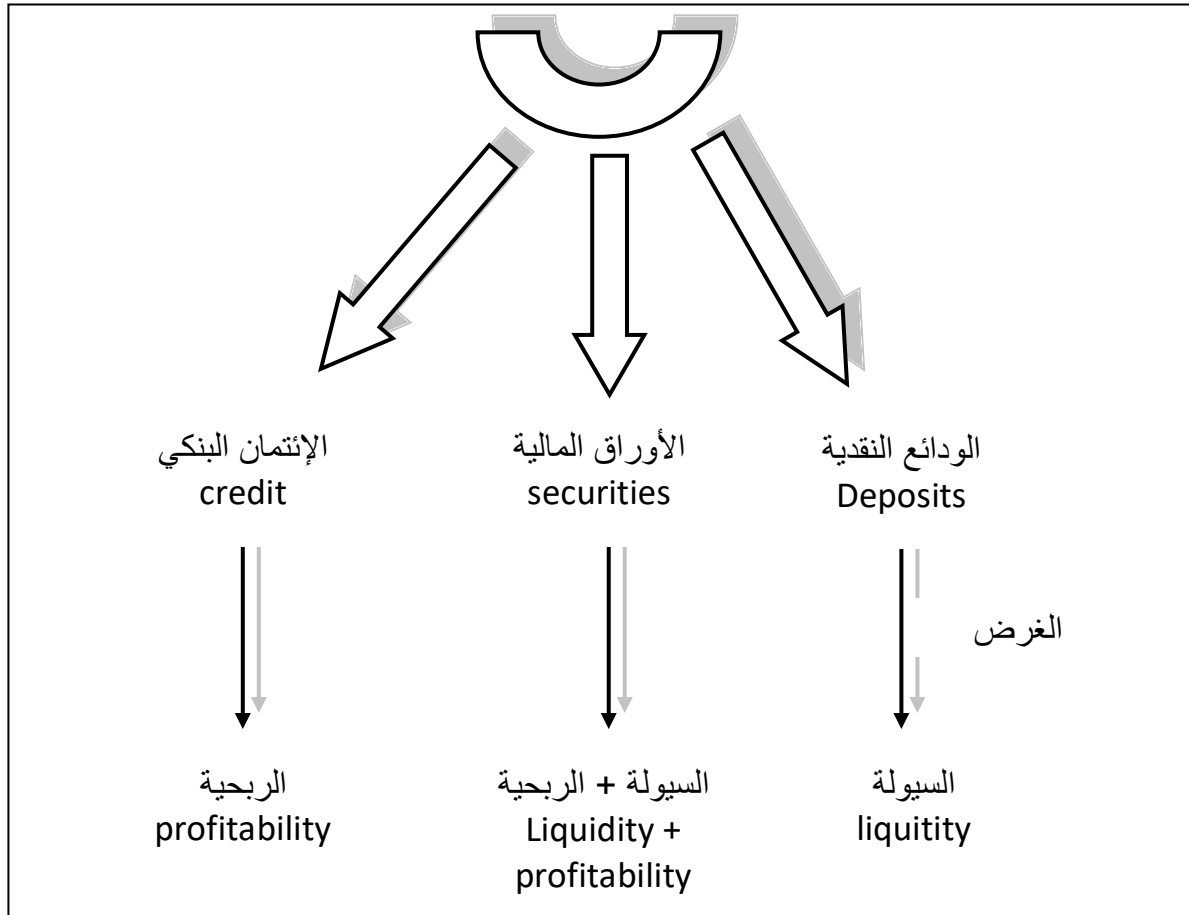 الودائع النقدية
Deposits
الأوراق المالية
securities
الإئتمان البنكي
credit
الغرض
السيولة
liquitity
السيولة + الربحية
Liquidity +
profitability
الربحية
profitability